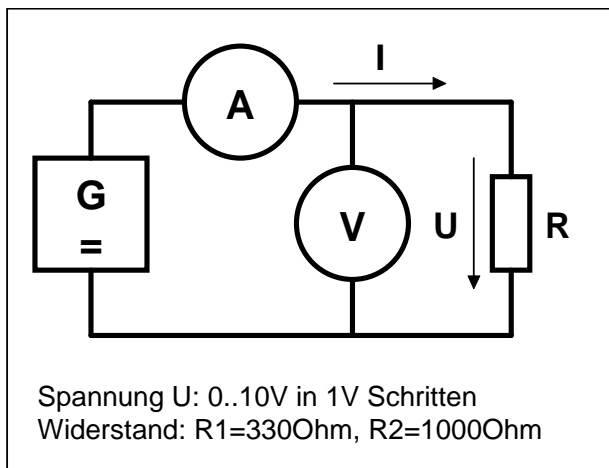 I
A
G
=
V
U
R
Spannung U: 0..10V in 1V Schritten
Widerstand: R1=330Ohm, R2=1000Ohm